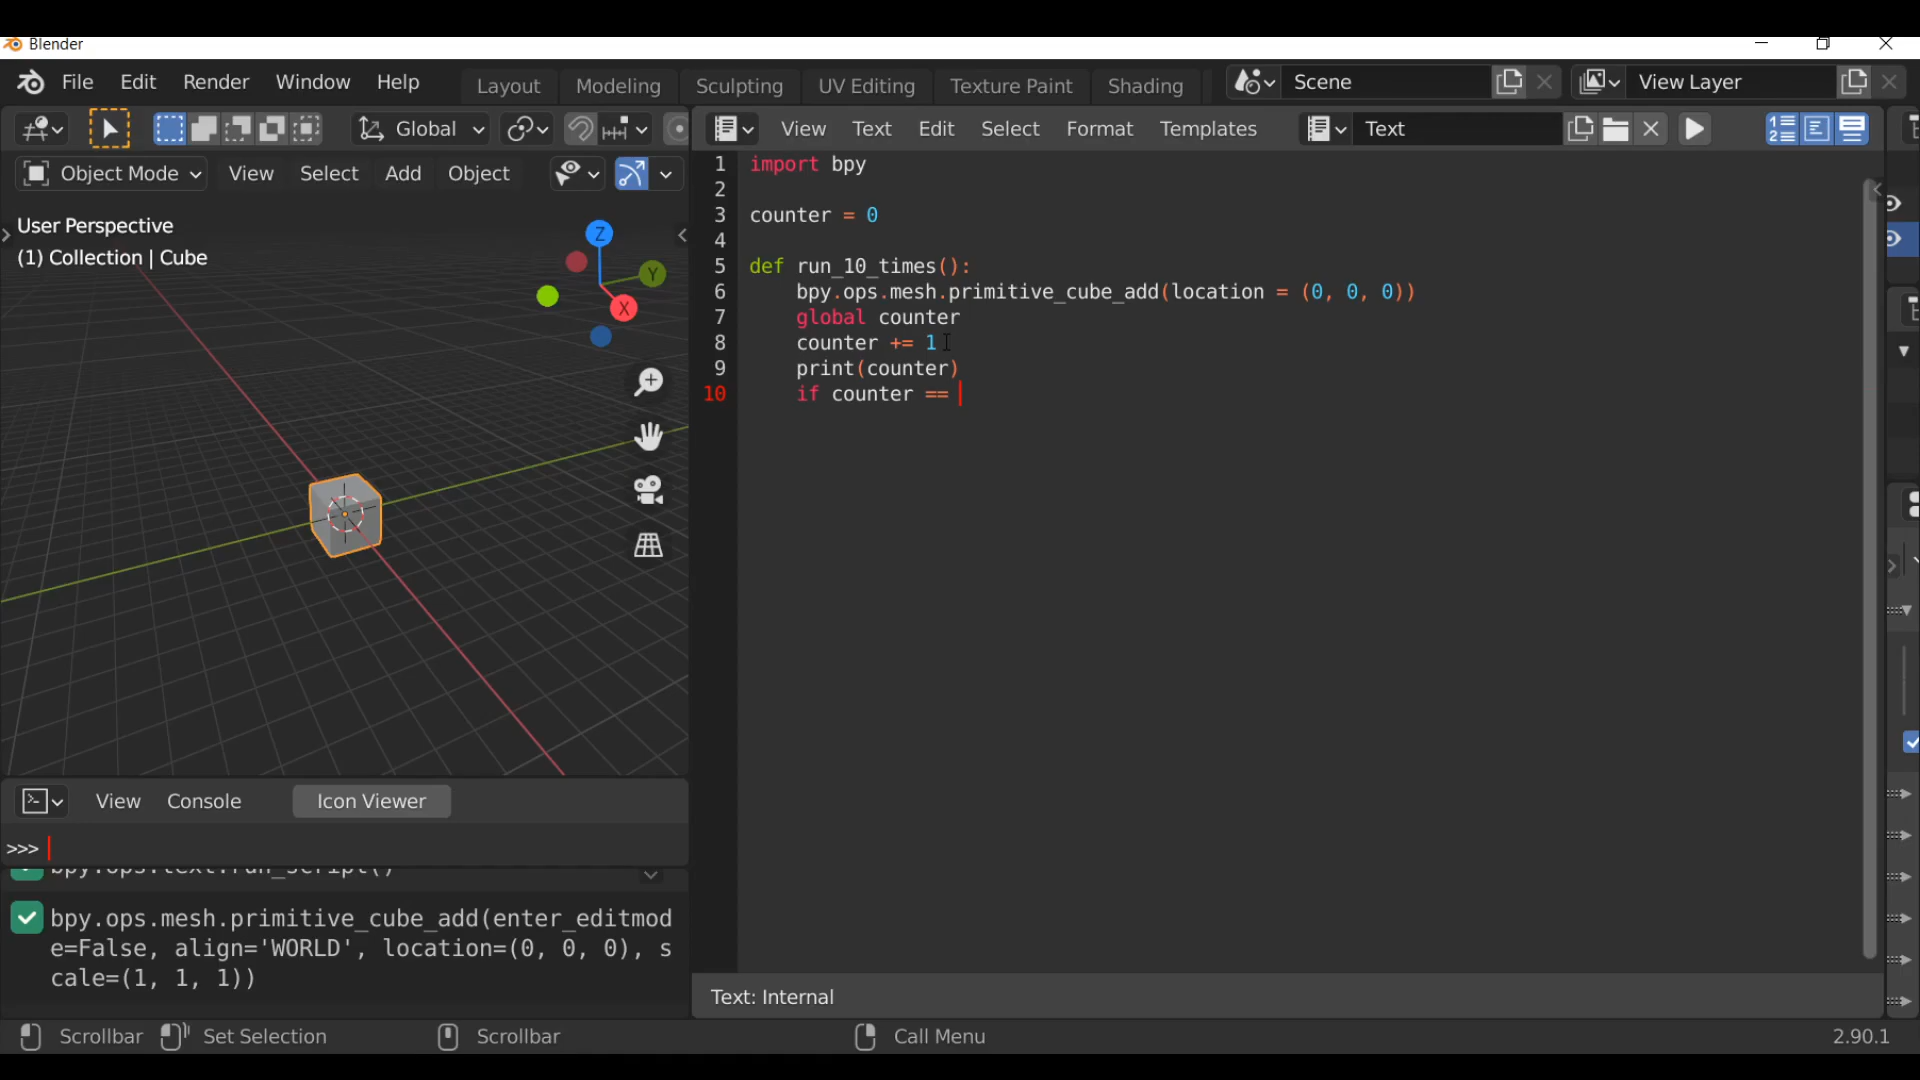 Blender
File Edit Render Window Help Layout Modeling Sculpting UV Editing Texture Paint Shading Scene View Layer
Global View Text Edit Select Format Templates Text
Object Mode View Select Add Object
User Perspective
(1) Collection | Cube
Z
Y
X
1 import bpy
2
3 counter = 0
4
5 def run_10_times():
6 bpy.ops.mesh.primitive_cube_add(location = (0, 0, 0))
7 global counter
8 counter += 1
9 print(counter)
10 if counter ==
View Console Icon Viewer
>>>
bpy.ops.text.run_script()
bpy.ops.mesh.primitive_cube_add(enter_editmod
e=False, align='WORLD', location=(0, 0, 0), s
cale=(1, 1, 1))
Text: Internal
Scrollbar Set Selection Scrollbar Call Menu 2.90.1